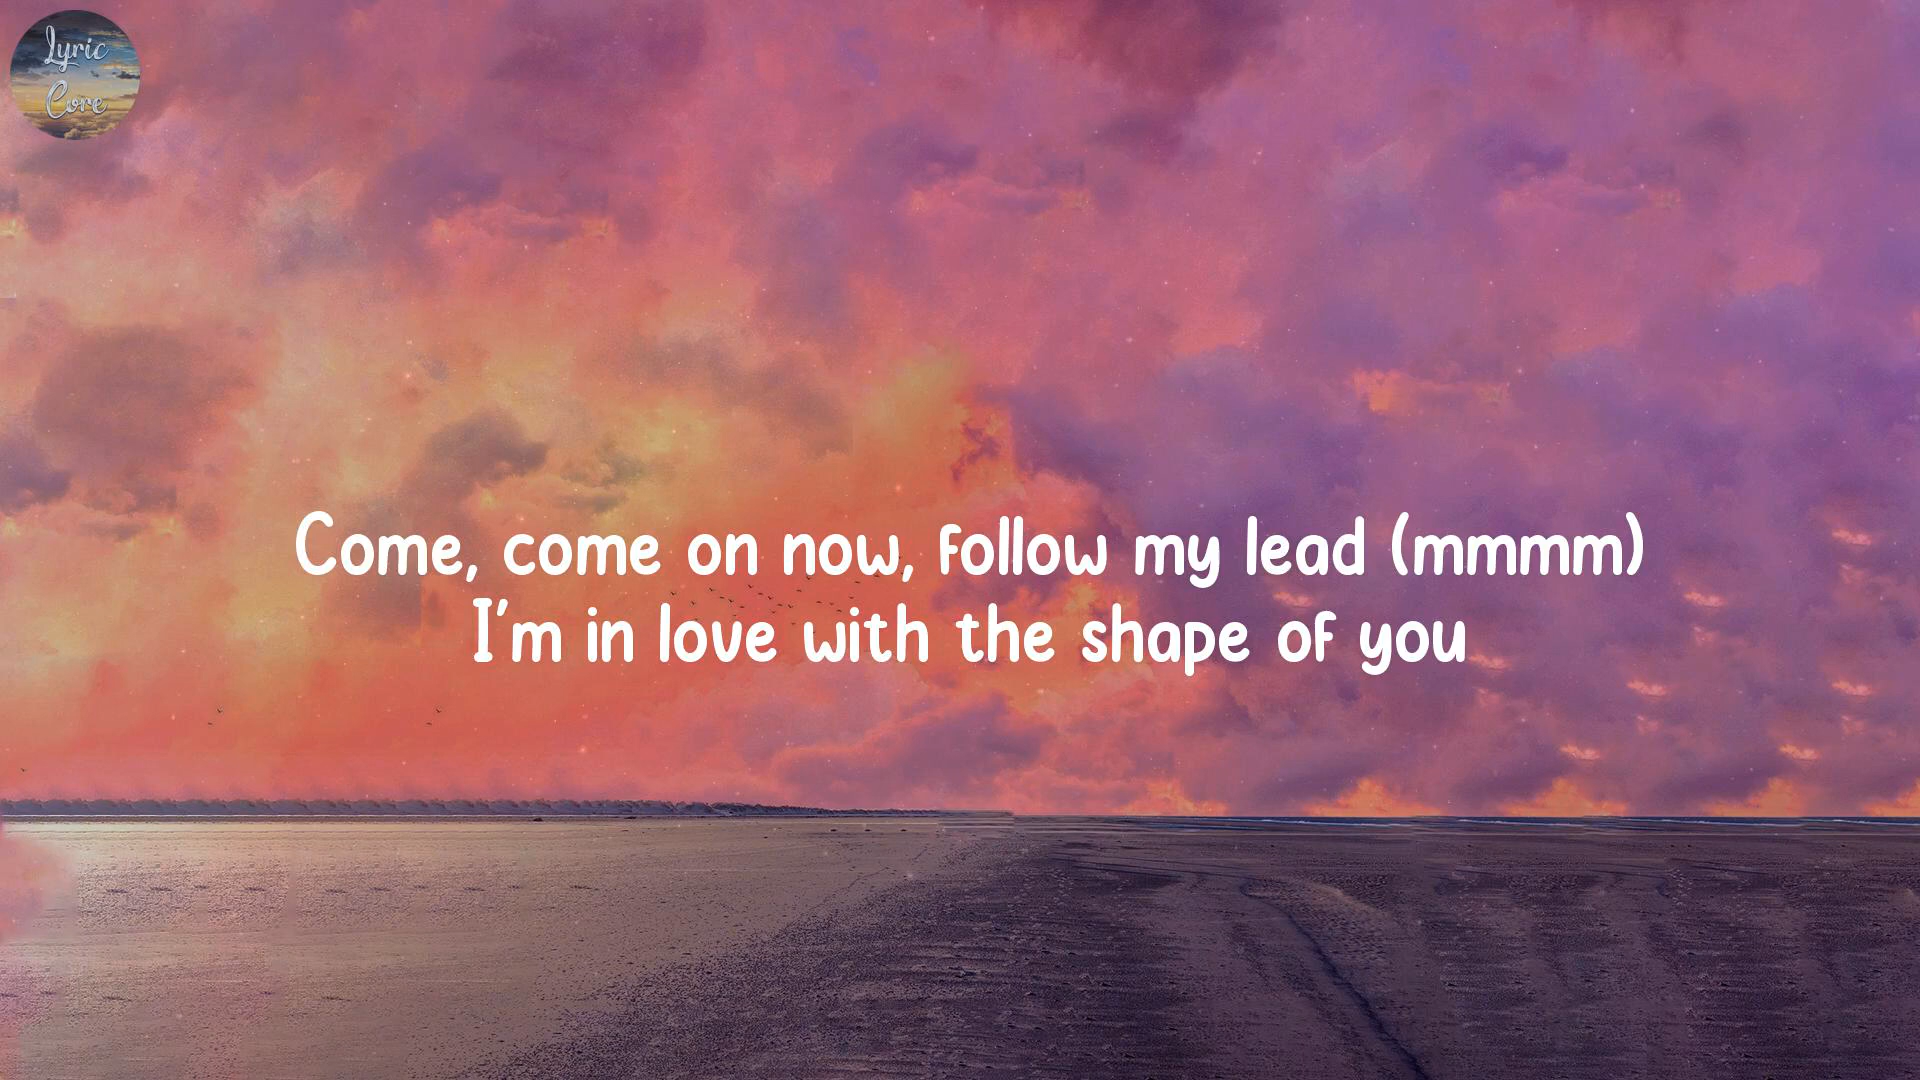 Lyric
Core
Come, come on now, follow my lead (mmmm)
I'm in love with the shape of you